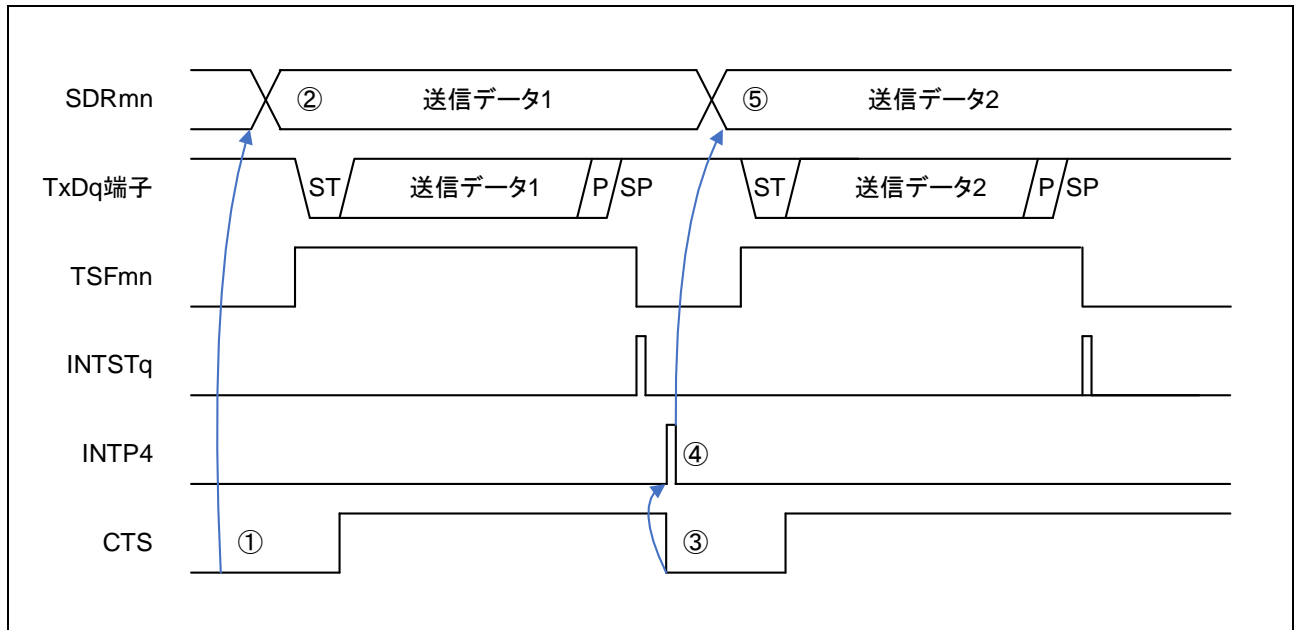 SDRmn ② 送信データ1 ⑤ 送信データ2
TxDq端子 ST 送信データ1 P SP ST 送信データ2 P SP
TSFmn
INTSTq
INTP4 ④
CTS ① ③